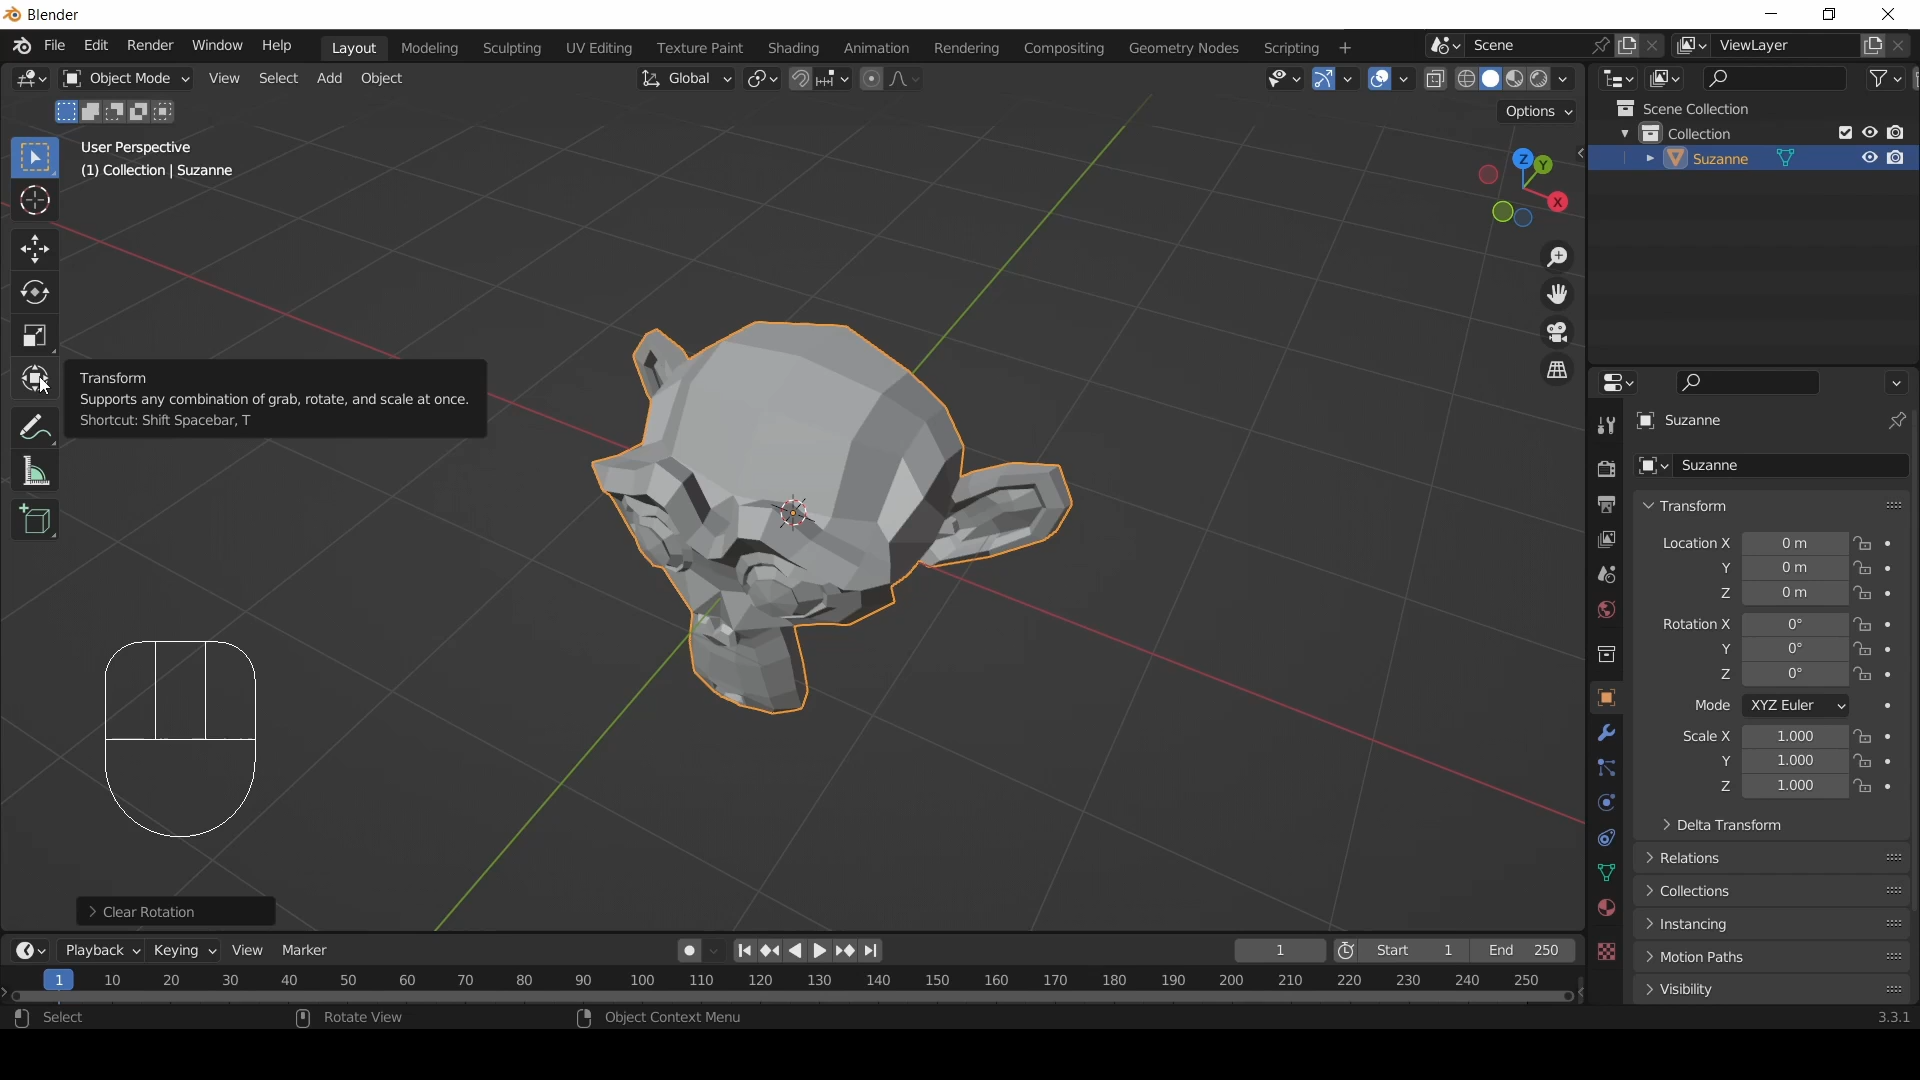 Blender
File Edit Render Window Help
Layout Modeling Sculpting UV Editing Texture Paint Shading Animation Rendering Compositing Geometry Nodes Scripting +
Scene
ViewLayer
Object Mode View Select Add Object
Global
Options
User Perspective
(1) Collection | Suzanne
Z
Y
X
Transform
Supports any combination of grab, rotate, and scale at once.
Shortcut: Shift Spacebar, T
Clear Rotation
Scene Collection
Collection
Suzanne
Suzanne
Suzanne
Transform
Location X 0 m
Y 0 m
Z 0 m
Rotation X 0°
Y 0°
Z 0°
Mode XYZ Euler
Scale X 1.000
Y 1.000
Z 1.000
Delta Transform
Relations
Collections
Instancing
Motion Paths
Visibility
Playback Keying View Marker
1
Start 1
End 250
1 10 20 30 40 50 60 70 80 90 100 110 120 130 140 150 160 170 180 190 200 210 220 230 240 250
Select
Rotate View
Object Context Menu
3.3.1